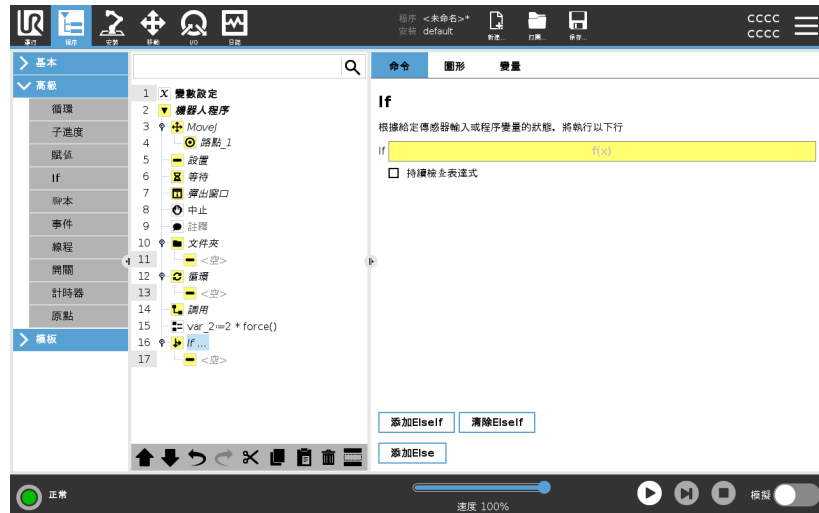 UR
運行
程序
安裝
移動
I/O
日誌
程序 <未命名>*
安裝 default
新建...
打開...
保存...
cccc
cccc
基本
高級
循環
子進度
賦值
If
腳本
事件
線程
開關
計時器
原點
模板
1 X 變數設定
2 機器人程序
3 MoveJ
4 路點_1
5 設置
6 等待
7 彈出窗口
8 中止
9 註釋
10 文件夾
11 <空>
12 循環
13 <空>
14 調用
15 var_2:=2 * force()
16 If ...
17 <空>
命令 圖形 變量
If
根據給定傳感器輸入或程序變量的狀態，將執行以下行
If f(x)
持續檢查表達式
添加ElseIf 清除ElseIf
添加Else
正常
速度 100%
模擬